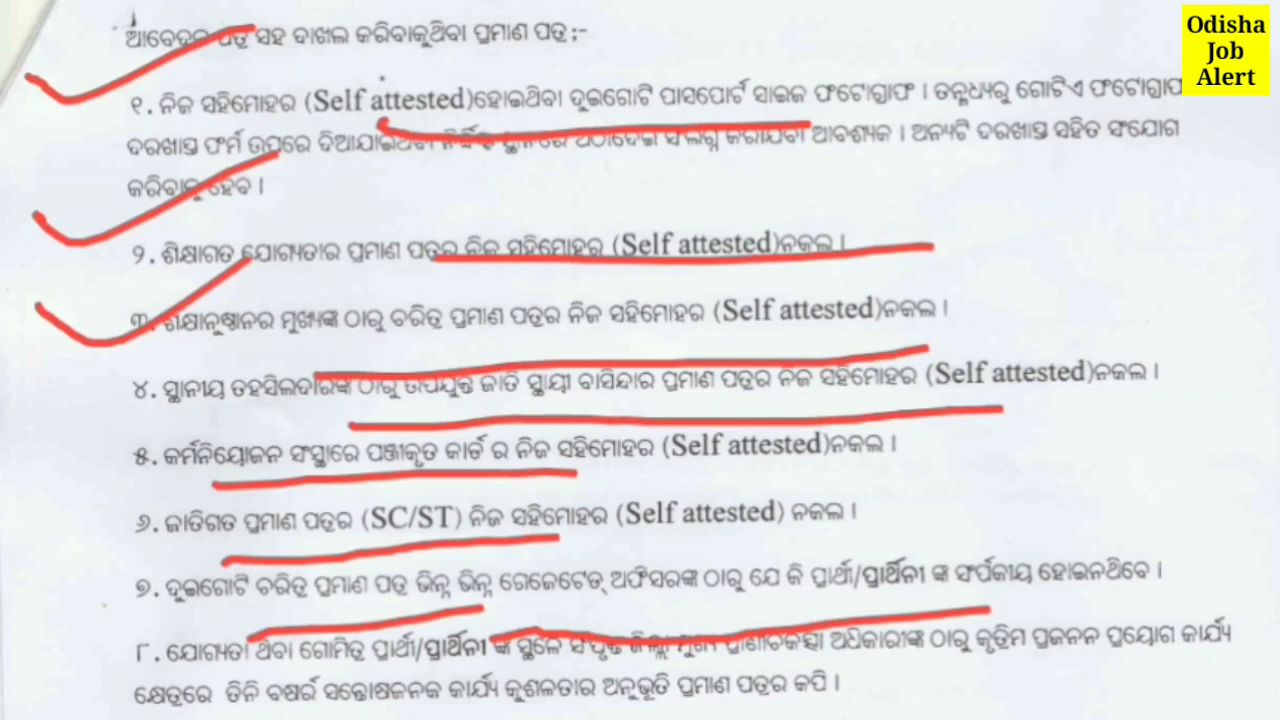 Odisha
Job
Alert
ଆବେଦନ ପତ୍ର ସହ ଦାଖଲ କରିବାକୁଥିବା ପ୍ରମାଣ ପତ୍ର ;-
୧. ନିଜ ସହିମୋହର (Self attested)ହୋଇଥିବା ଦୁଇଗୋଟି ପାସପୋର୍ଟ ସାଇଜ ଫଟୋଗ୍ରାଫ । ତନ୍ମଧ୍ୟରୁ ଗୋଟିଏ ଫଟୋଗ୍ରାଫ
ଦରଖାସ୍ତ ଫର୍ମ ଉପରେ ଦିଆଯାଇଥିବା ନିର୍ଦ୍ଦିଷ୍ଟ ସ୍ଥାନରେ ଅଠାଦେଇ ସଂଲଗ୍ନ କରାଯିବା ଆବଶ୍ୟକ । ଅନ୍ୟଟି ଦରଖାସ୍ତ ସହିତ ସଂଯୋଗ
କରିବାକୁ ହେବ ।
୨. ଶିକ୍ଷାଗତ ଯୋଗ୍ୟତାର ପ୍ରମାଣ ପତ୍ରର ନିଜ ସହିମୋହର (Self attested)ନକଲ ।
୩. ଶିକ୍ଷାନୁଷ୍ଠାନର ମୁଖ୍ୟଙ୍କ ଠାରୁ ଚରିତ୍ର ପ୍ରମାଣ ପତ୍ରର ନିଜ ସହିମୋହର (Self attested)ନକଲ ।
୪. ସ୍ଥାନୀୟ ତହସିଲଦାରଙ୍କ ଠାରୁ ଉପଯୁକ୍ତ ଜାତି ସ୍ଥାୟୀ ବାସିନ୍ଦାର ପ୍ରମାଣ ପତ୍ରର ନିଜ ସହିମୋହର (Self attested)ନକଲ ।
୫. କର୍ମନିୟୋଜନ ସଂସ୍ଥାରେ ପଞ୍ଜୀକୃତ କାର୍ଡ ର ନିଜ ସହିମୋହର (Self attested)ନକଲ ।
୬. ଜାତିଗତ ପ୍ରମାଣ ପତ୍ରର (SC/ST) ନିଜ ସହିମୋହର (Self attested) ନକଲ ।
୭. ଦୁଇଗୋଟି ଚରିତ୍ର ପ୍ରମାଣ ପତ୍ର ଭିନ୍ନ ଭିନ୍ନ ଗେଜେଟେଡ୍ ଅଫିସରଙ୍କ ଠାରୁ ଯେ କି ପ୍ରାର୍ଥୀ/ପ୍ରାର୍ଥିନୀ ଙ୍କ ସଂର୍ପକୀୟ ହୋଇନଥିବେ ।
୮. ଯୋଗ୍ୟତା ଥିବା ଗୋମିତ୍ର ପ୍ରାର୍ଥୀ/ପ୍ରାର୍ଥିନୀ ଙ୍କ ସ୍ଥଳେ ସଂପୃକ୍ତ ଜିଲ୍ଲା ମୁଖ୍ୟ ପ୍ରାଣୀଚିକିତ୍ସା ଅଧିକାରୀଙ୍କ ଠାରୁ କୃତ୍ରିମ ପ୍ରଜନନ ପ୍ରୟୋଗ କାର୍ଯ୍ୟ
କ୍ଷେତ୍ରରେ ତିନି ବର୍ଷର ସନ୍ତୋଷଜନକ କାର୍ଯ୍ୟ କୁଶଳତାର ଅନୁଭୂତି ପ୍ରମାଣ ପତ୍ରର କପି ।